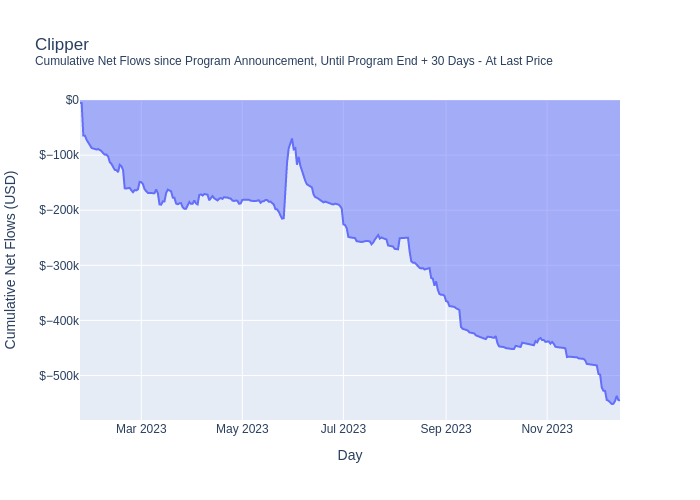 Clipper
Cumulative Net Flows since Program Announcement, Until Program End + 30 Days - At Last Price
Cumulative Net Flows (USD)
$0
$−100k
$−200k
$−300k
$−400k
$−500k
Mar 2023
May 2023
Jul 2023
Sep 2023
Nov 2023
Day